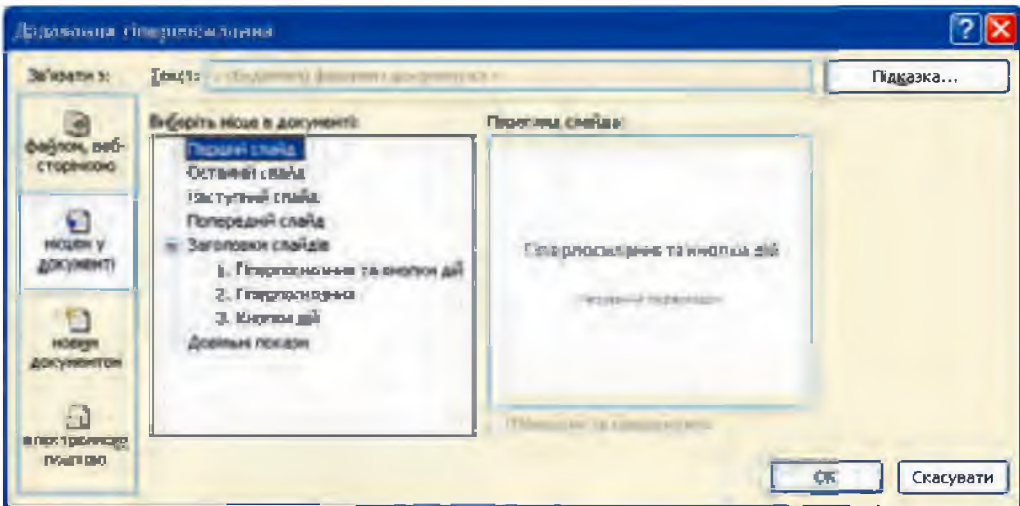 Додавання гіперпосилання
Зв'язати з:
Текст:
Підказка...
файлом, веб-
сторінкою
місцем у
документі
новим
документом
електронною
поштою
Виберіть місце в документі:
Перший слайд
Останній слайд
Наступний слайд
Попередній слайд
Заголовки слайдів
1. Гіперпосилання та кнопки дій
2. Гіперпосилання
3. Кнопки дій
Довільні покази
Перегляд слайда:
Гіперпосилання та кнопки дій
ОК
Скасувати